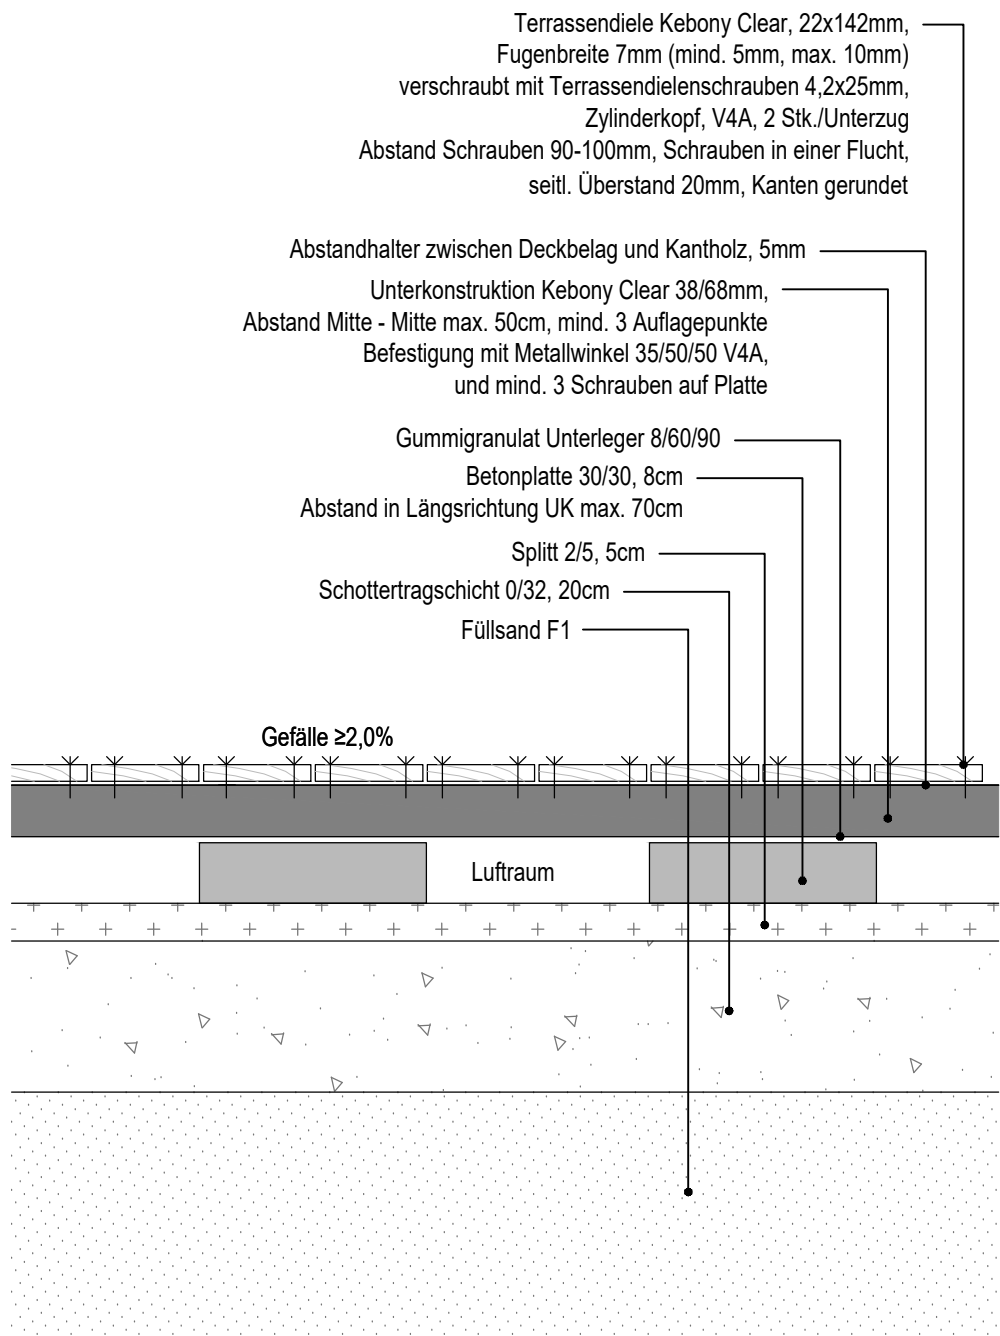 Terrassendiele Kebony Clear, 22x142mm,
Fugenbreite 7mm (mind. 5mm, max. 10mm)
verschraubt mit Terrassendielenschrauben 4,2x25mm,
Zylinderkopf, V4A, 2 Stk./Unterzug
Abstand Schrauben 90-100mm, Schrauben in einer Flucht,
seitl. Überstand 20mm, Kanten gerundet
Abstandhalter zwischen Deckbelag und Kantholz, 5mm
Unterkonstruktion Kebony Clear 38/68mm,
Abstand Mitte - Mitte max. 50cm, mind. 3 Auflagepunkte
Befestigung mit Metallwinkel 35/50/50 V4A,
und mind. 3 Schrauben auf Platte
Gummigranulat Unterleger 8/60/90
Betonplatte 30/30, 8cm
Abstand in Längsrichtung UK max. 70cm
Splitt 2/5, 5cm
Schottertragschicht 0/32, 20cm
Füllsand F1
Gefälle ≥2,0%
Luftraum